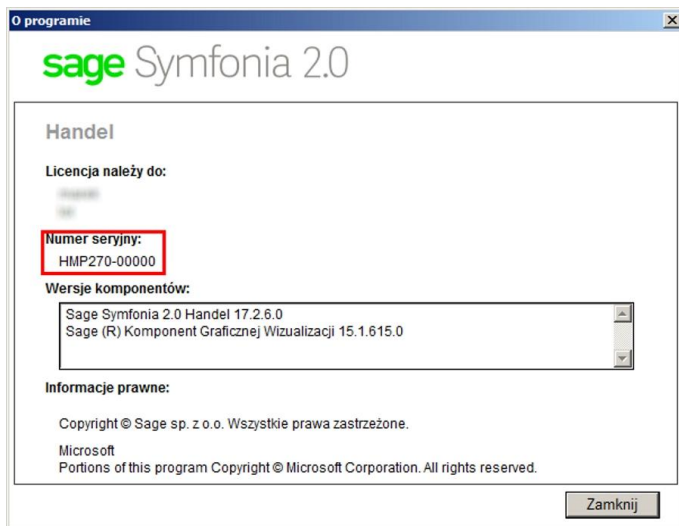 O programie
sage Symfonia 2.0
Handel
Licencja należy do:
Numer seryjny:
HMP270-00000
Wersje komponentów:
Sage Symfonia 2.0 Handel 17.2.6.0
Sage (R) Komponent Graficznej Wizualizacji 15.1.615.0
Informacje prawne:
Copyright © Sage sp. z o.o. Wszystkie prawa zastrzeżone.
Microsoft
Portions of this program Copyright © Microsoft Corporation. All rights reserved.
Zamknij